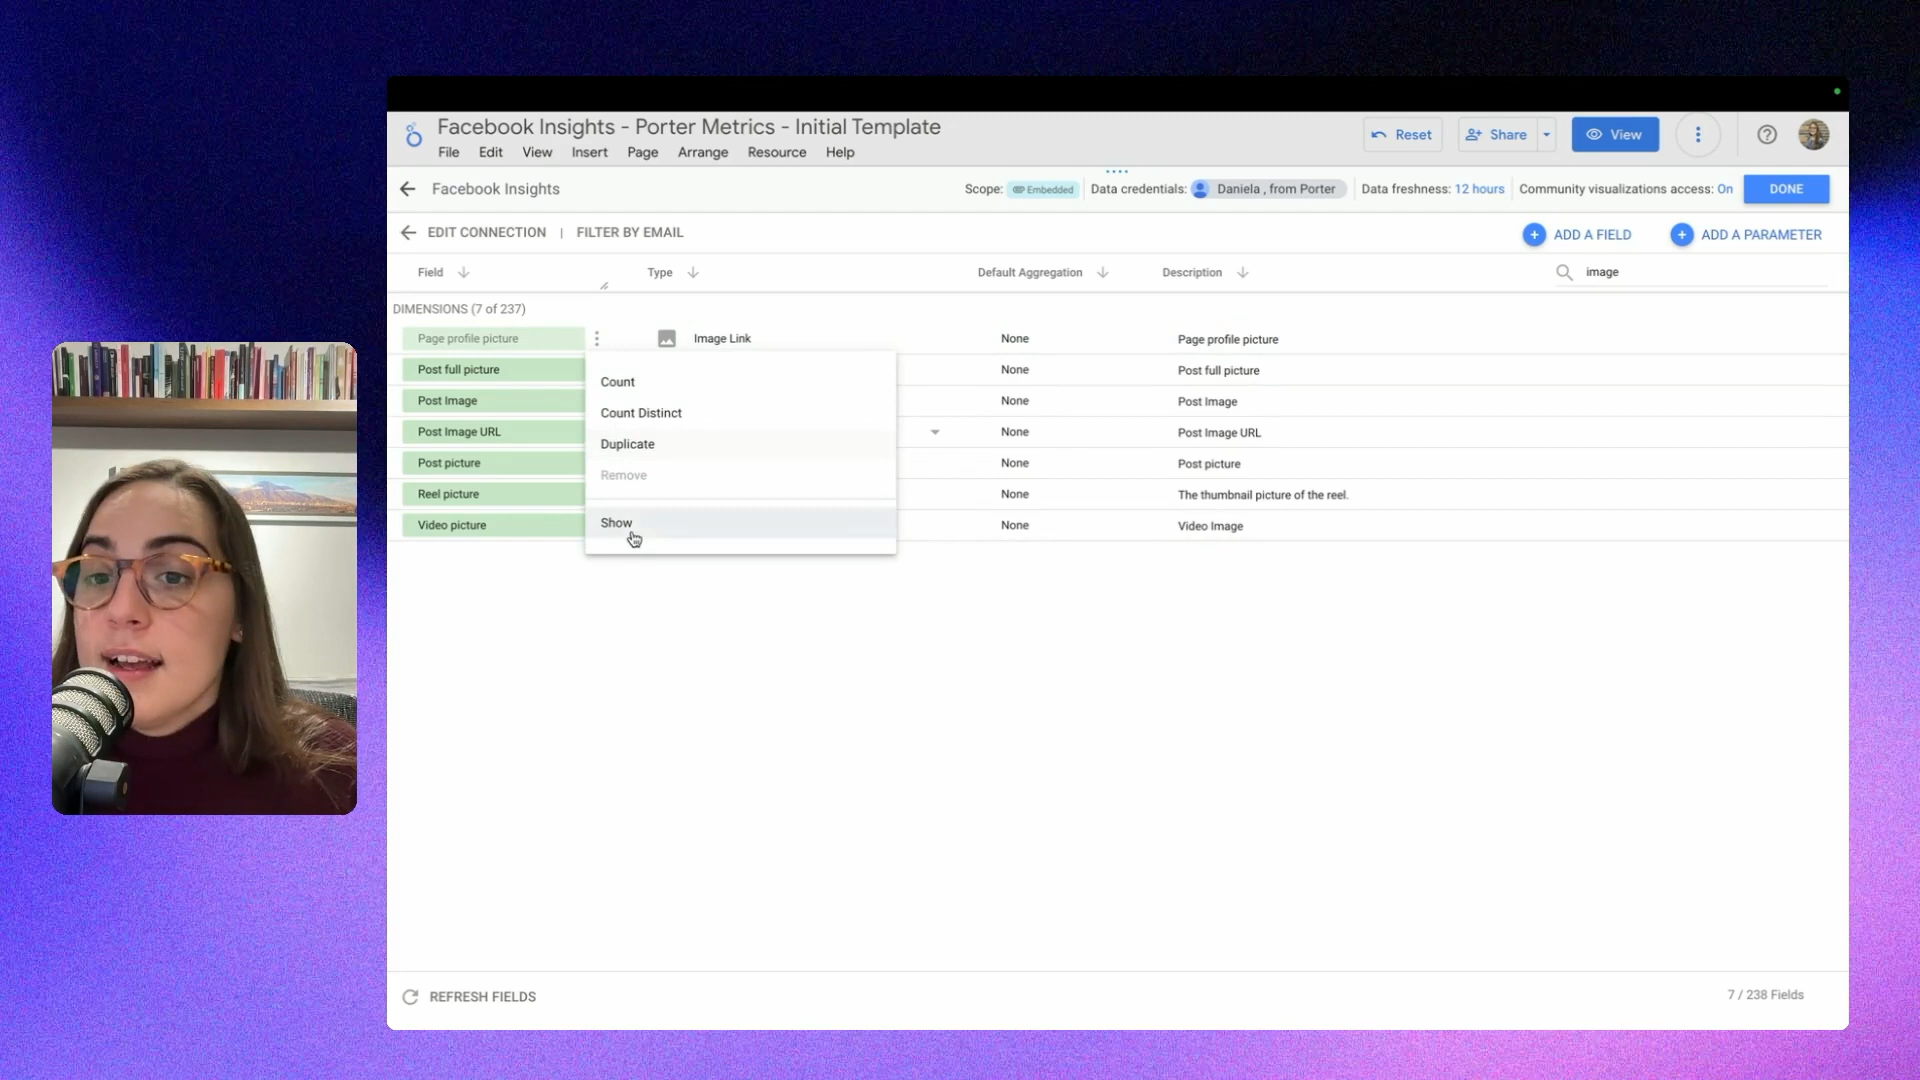 Facebook Insights - Porter Metrics - Initial Template
Reset
Share
View
File Edit View Insert Page Arrange Resource Help
Facebook Insights
Scope: Embedded
Data credentials: Daniela , from Porter
Data freshness: 12 hours
Community visualizations access: On
DONE
EDIT CONNECTION | FILTER BY EMAIL
ADD A FIELD
ADD A PARAMETER
Field Type Default Aggregation Description image
DIMENSIONS (7 of 237)
Page profile picture Image Link None Page profile picture
Post full picture None Post full picture
Count
Post Image None Post Image
Count Distinct
Post Image URL None Post Image URL
Duplicate
Post picture None Post picture
Remove
Reel picture None The thumbnail picture of the reel.
Video picture None Video Image
Show
REFRESH FIELDS
7 / 238 Fields